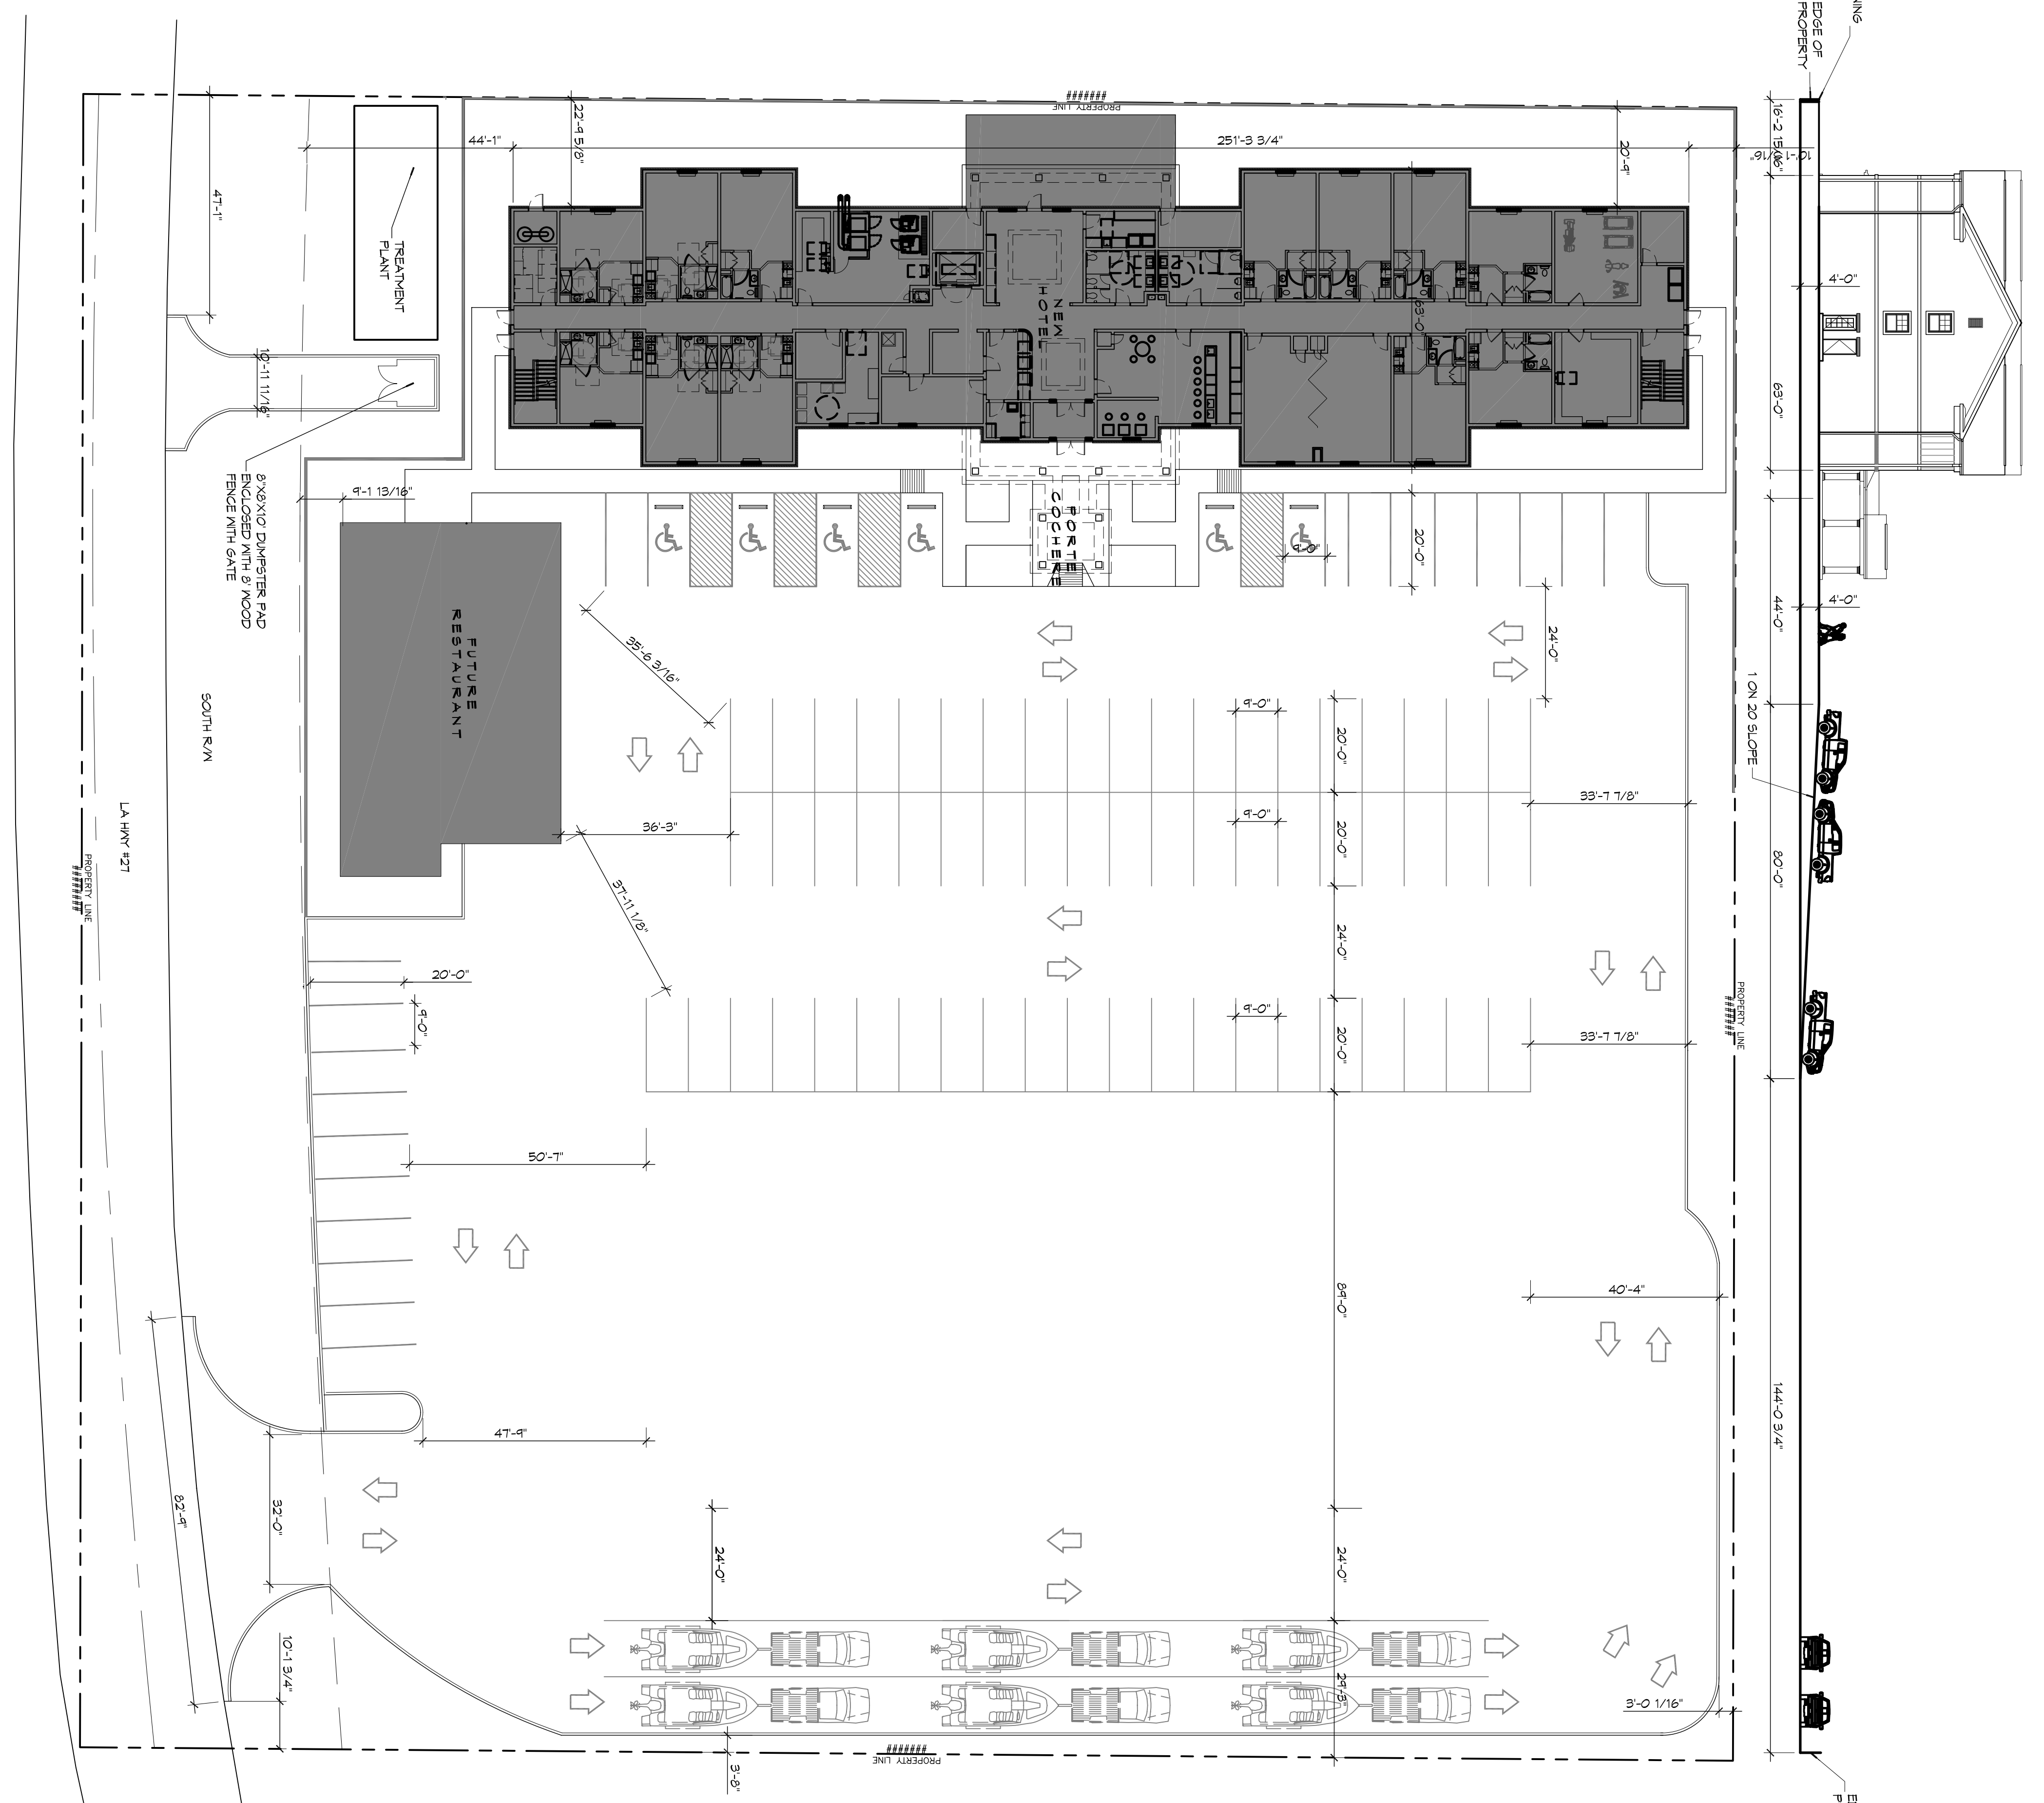 NING
EDGE OF
PROPERTY
#######
PROPERTY LINE
22'-9 5/8"
44'-1"
251'-3 3/4"
20'-9"
10'-1 1/16"
16'-2 15/16"
47'-1"
TREATMENT
PLANT
4'-0"
NEW
HOTEL
63'-0"
63'-0"
10'-11 11/16"
8'X8'X10' DUMPSTER PAD
ENCLOSED WITH 8' WOOD
FENCE WITH GATE
9'-1 13/16"
PORTE
COCHERE
9'-0"
20'-0"
44'-0"
4'-0"
24'-0"
FUTURE
RESTAURANT
35'-6 3/16"
SOUTH R/W
LA HWY #27
1 ON 20 SLOPE
9'-0"
20'-0"
33'-7 7/8"
36'-3"
9'-0"
20'-0"
80'-0"
PROPERTY LINE
########
37'-11 1/8"
24'-0"
20'-0"
9'-0"
9'-0"
20'-0"
33'-7 7/8"
PROPERTY LINE
#######
50'-7"
89'-0"
40'-4"
144'-0 3/4"
47'-9"
82'-9"
32'-0"
24'-0"
24'-0"
10'-1 3/4"
29'-3"
3'-0 1/16"
#######
PROPERTY LINE
3'-8"